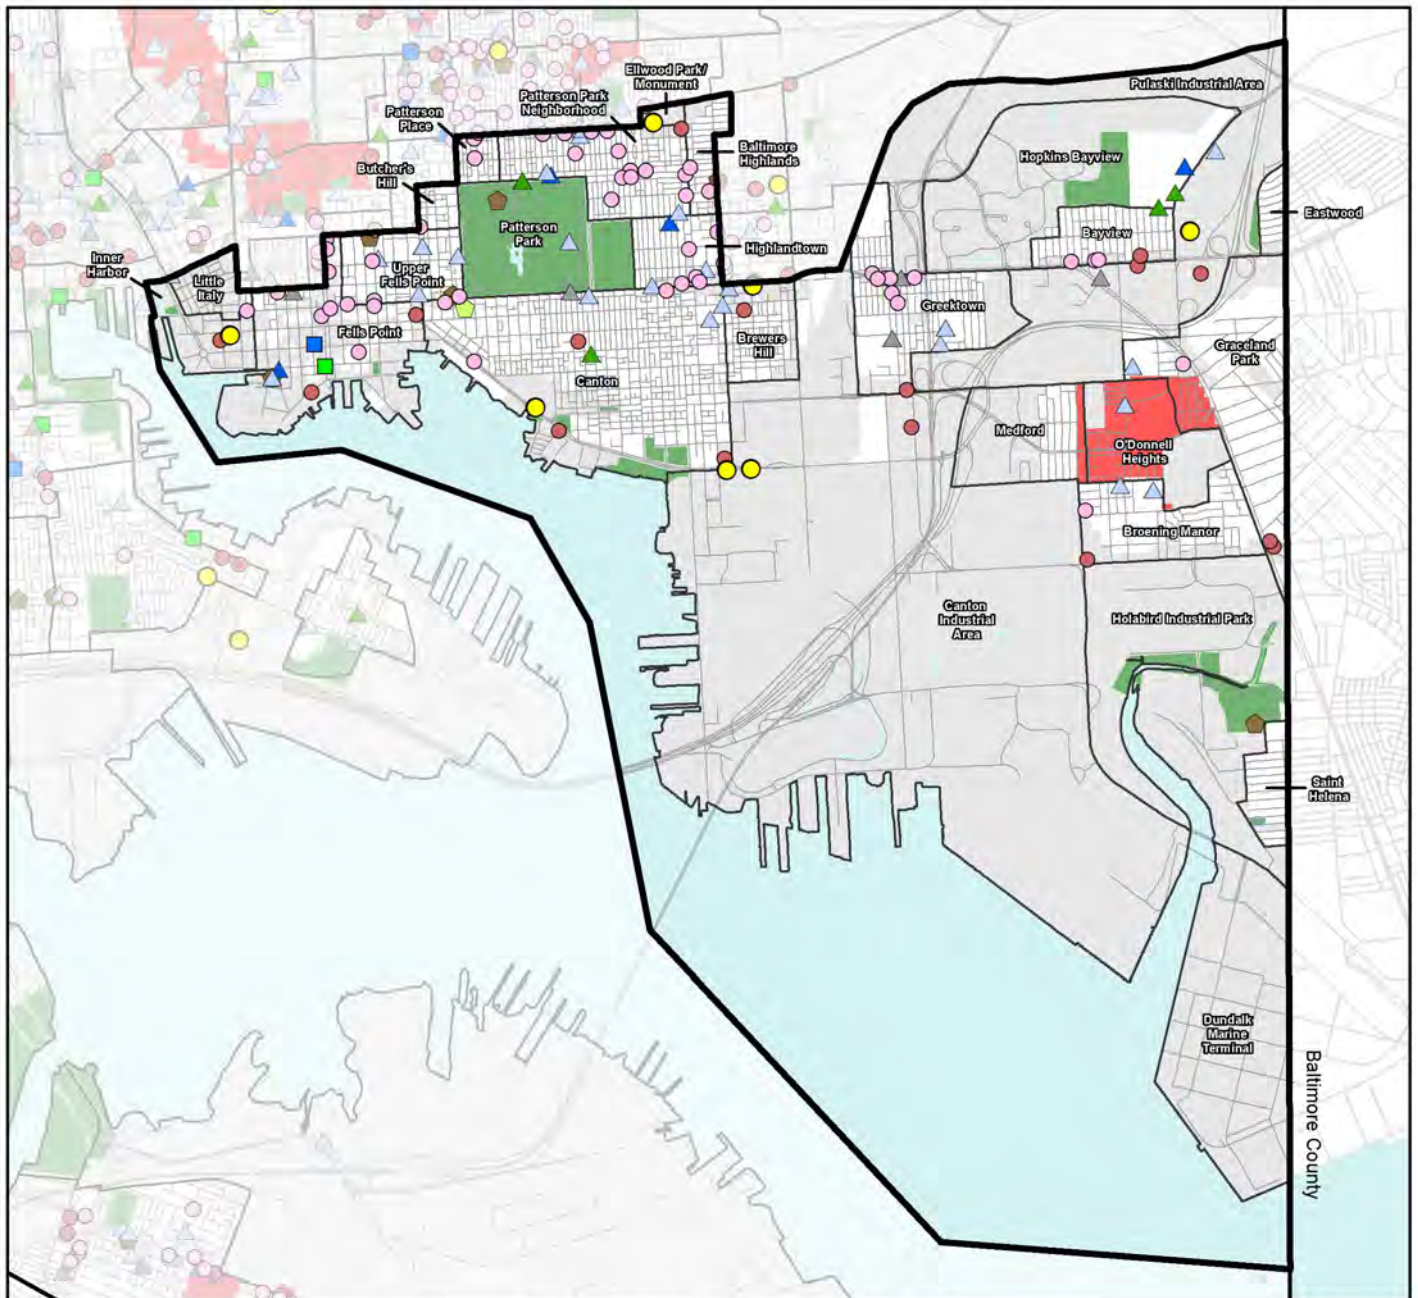 Ellwood Park/
Monument
Pulaski Industrial Area
Patterson Park
Neighborhood
Patterson
Place
Baltimore
Highlands
Hopkins Bayview
Butcher's
Hill
Eastwood
Patterson
Park
Bayview
Highlandtown
Inner
Harbor
Upper
Fells Point
Little
Italy
Greektown
Fells Point
Brewers
Hill
Graceland
Park
Canton
Medford
O'Donnell
Heights
Broening Manor
Canton
Industrial
Area
Holabird Industrial Park
Saint
Helena
Dundalk
Marine
Terminal
Baltimore County